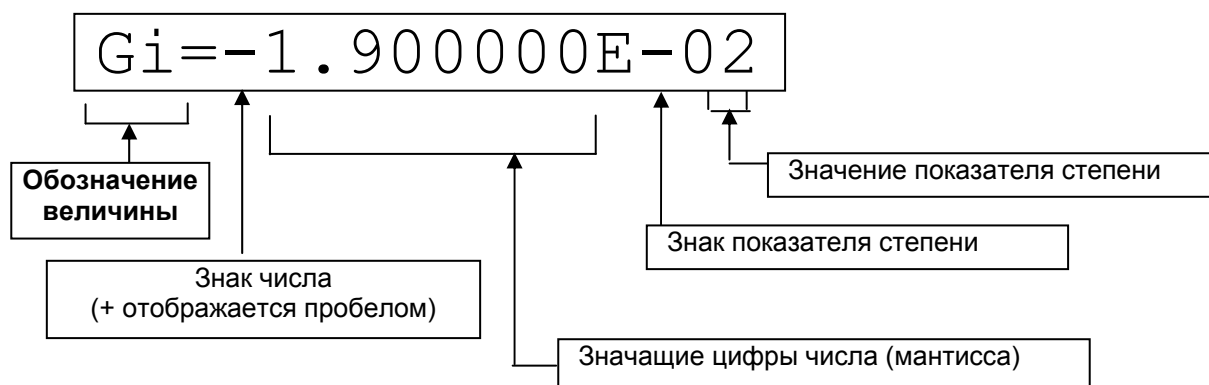 Gi=-1.900000E-02
Обозначение
величины
Значение показателя степени
Знак показателя степени
Знак числа
(+ отображается пробелом)
Значащие цифры числа (мантисса)